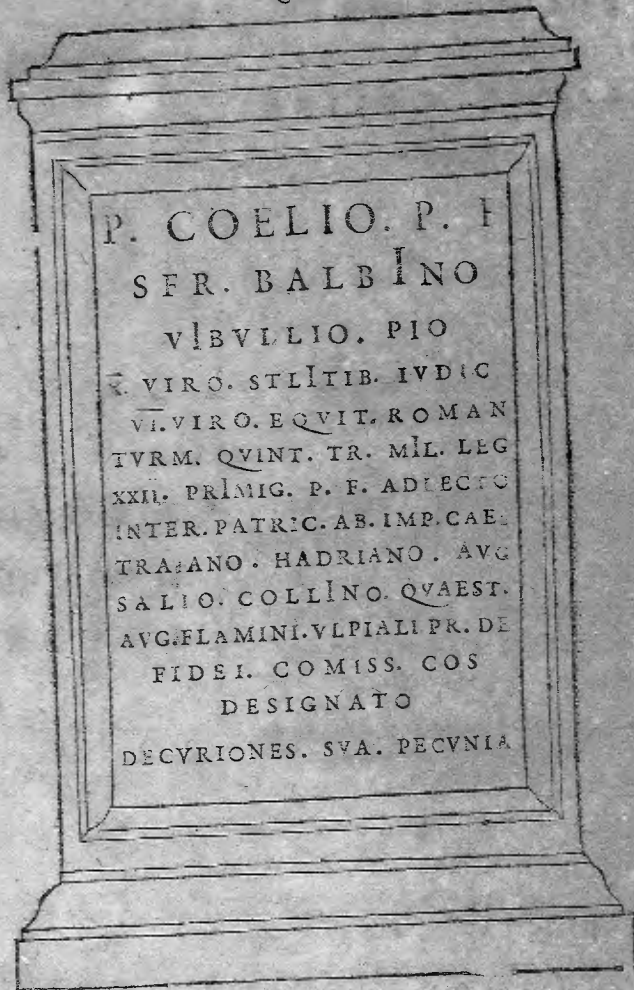 P. COELIO. P. F
SER. BALBINO
VIBVLLIO. PIO
X. VIRO. STLITIB. IVDIC
VI. VIRO. EQVIT. ROMAN
TVRM. QVINT. TR. MIL. LEG
XXII. PRIMIG. P. F. ADLECTO
INTER. PATRIC. AB. IMP. CAES
TRAIANO. HADRIANO. AVG
SALIO. COLLINO. QVAEST.
AVG. FLAMINI. VLPIALI. PR. DE
FIDEI. COMISS. COS
DESIGNATO
DECVRIONES. SVA. PECVNIA